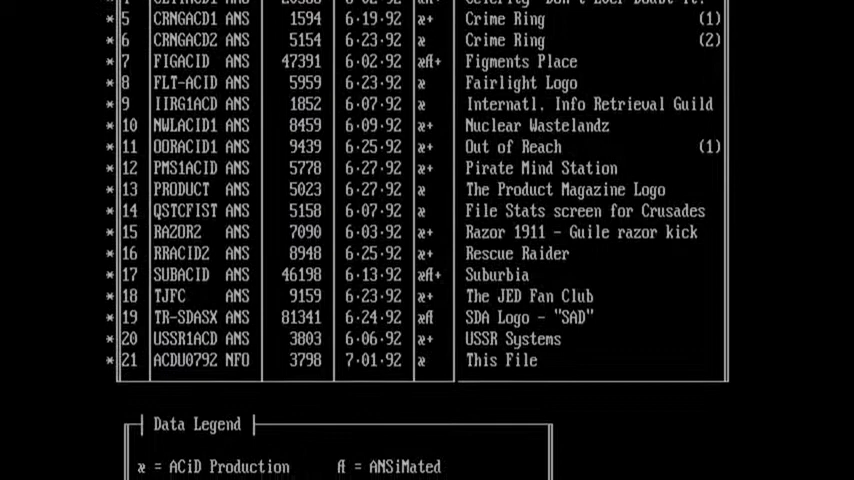 * 5 CRNGACD1 ANS 1594 6·19·92 æ+ Crime Ring (1)
* 6 CRNGACD2 ANS 5154 6·23·92 æ Crime Ring (2)
* 7 FIGACID ANS 47391 6·02·92 æff+ Figments Place
* 8 FLT-ACID ANS 5959 6·23·92 æ Fairlight Logo
* 9 IIRG1ACD ANS 1852 6·07·92 æ Internatl. Info Retrieval Guild
* 10 NWLACID1 ANS 8459 6·09·92 æ+ Nuclear Wastelandz
* 11 OORACID1 ANS 9439 6·25·92 æ+ Out of Reach (1)
* 12 PMS1ACID ANS 5778 6·27·92 æ+ Pirate Mind Station
* 13 PRODUCT ANS 5023 6·27·92 æ The Product Magazine Logo
* 14 QSTCFIST ANS 5158 6·07·92 æ File Stats screen for Crusades
* 15 RAZOR2 ANS 7090 6·03·92 æ+ Razor 1911 - Guile razor kick
* 16 RRACID2 ANS 8948 6·25·92 æ+ Rescue Raider
* 17 SUBACID ANS 46198 6·13·92 æff+ Suburbia
* 18 TJFC ANS 9159 6·23·92 æ+ The JED Fan Club
* 19 TR-SDASX ANS 81341 6·24·92 æff SDA Logo - "SAD"
* 20 USSR1ACD ANS 3803 6·06·92 æ+ USSR Systems
* 21 ACDU0792 NFO 3798 7·01·92 æ This File
Data Legend
æ = ACiD Production ff = ANSiMated